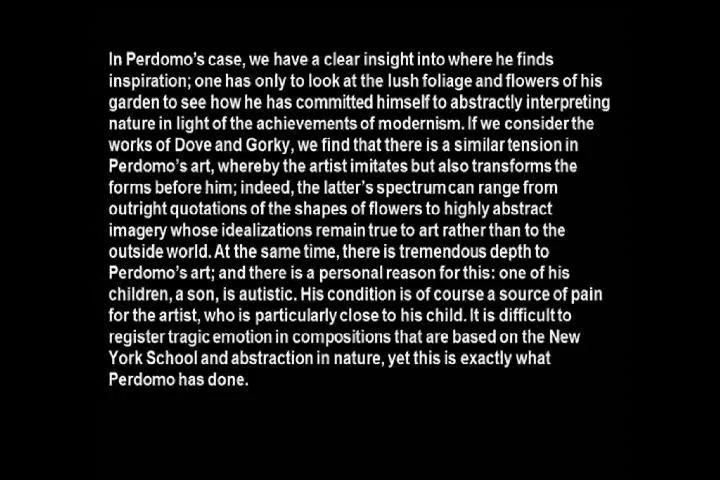 In Perdomo's case, we have a clear insight into where he finds
inspiration; one has only to look at the lush foliage and flowers of his
garden to see how he has committed himself to abstractly interpreting
nature in light of the achievements of modernism. If we consider the
works of Dove and Gorky, we find that there is a similar tension in
Perdomo's art, whereby the artist imitates but also transforms the
forms before him; indeed, the latter's spectrum can range from
outright quotations of the shapes of flowers to highly abstract
imagery whose idealizations remain true to art rather than to the
outside world. At the same time, there is tremendous depth to
Perdomo's art; and there is a personal reason for this: one of his
children, a son, is autistic. His condition is of course a source of pain
for the artist, who is particularly close to his child. It is difficult to
register tragic emotion in compositions that are based on the New
York School and abstraction in nature, yet this is exactly what
Perdomo has done.